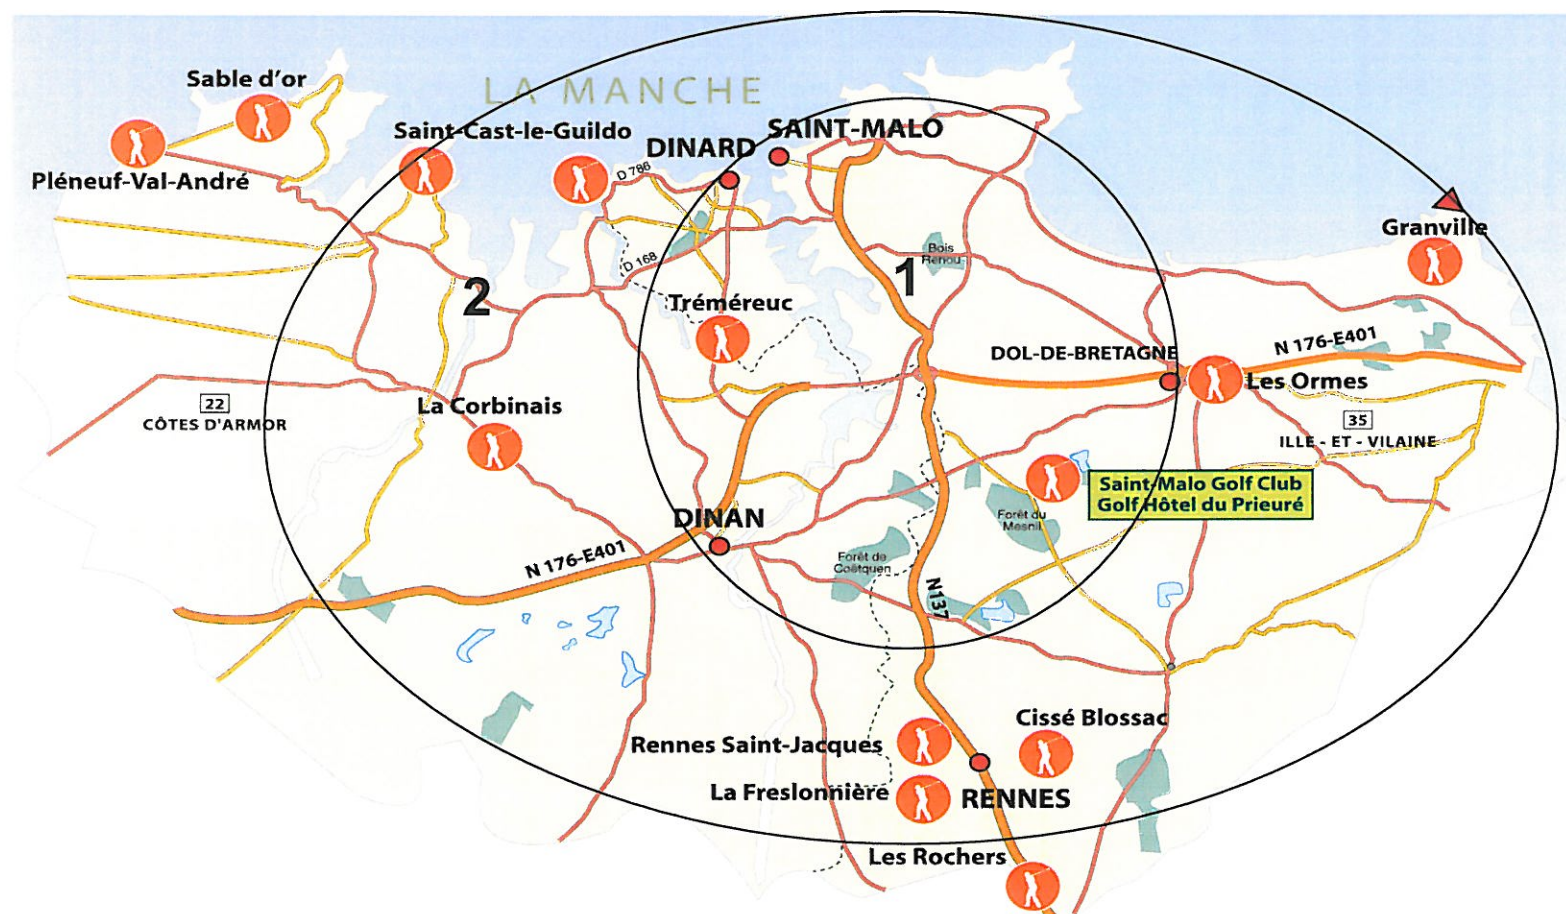 Sable d'or
LA MANCHE
Saint-Cast-le-Guildo
DINARD
SAINT-MALO
Pléneuf-Val-André
D 786
Granville
Bois
Renou
D 168
1
2
Tréméreuc
DOL-DE-BRETAGNE
N 176-E401
Les Ormes
22
CÔTES D'ARMOR
La Corbinais
35
ILLE - ET - VILAINE
Saint-Malo Golf Club
Golf Hôtel du Prieuré
DINAN
Forêt du
Mesnil
N 176-E401
Forêt de
Coëtquen
N137
Cissé Blossac
Rennes Saint-Jacques
La Freslonnière
RENNES
Les Rochers